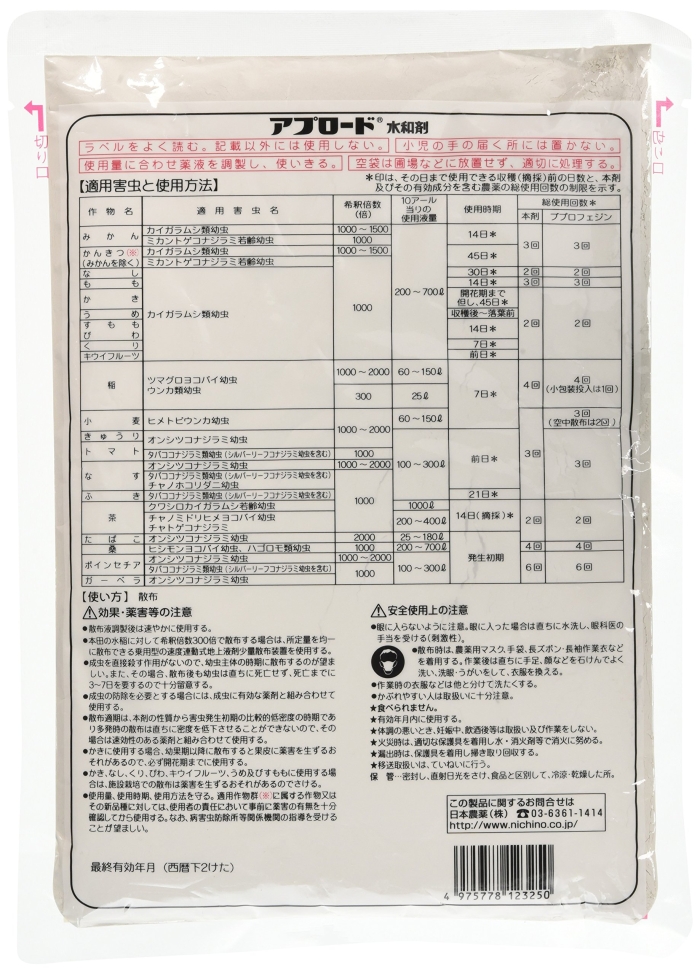 アプロード® 水和剤
ラベルをよく読む。記載以外には使用しない。 小児の手の届く所には置かない。
使用量に合わせ薬液を調製し、使いきる。 空袋は圃場などに放置せず、適切に処理する。
切り口
切り口
【適用害虫と使用方法】
＊印は、その日まで使用できる収穫(摘採)前の日数と、本剤
及びその有効成分を含む農薬の総使用回数の制限を示す。
作物名 適用害虫名 希釈倍数(倍) 10アール当りの使用液量 使用時期 総使用回数＊
本剤 ブプロフェジン
みかん カイガラムシ類幼虫 1000～1500 200～700ℓ 14日＊ 3回 3回
ミカントゲコナジラミ若齢幼虫 1000
かんきつ(※) カイガラムシ類幼虫 1000～1500 45日＊
(みかんを除く) ミカントゲコナジラミ若齢幼虫 1000
なし カイガラムシ類幼虫 30日＊ 2回 2回
もも 14日＊ 3回 3回
かき 開花期まで
但し、45日＊ 2回 2回
うめ 収穫後～落葉前
すもも 14日＊
びわ
くり 7日＊
キウイフルーツ 前日＊
稲 ツマグロヨコバイ幼虫 1000～2000 60～150ℓ 7日＊ 4回 4回
ウンカ類幼虫 300 25ℓ (小包装投入は1回)
小麦 ヒメトビウンカ幼虫 1000～2000 60～150ℓ 3回 3回
(空中散布は2回)
きゅうり オンシツコナジラミ幼虫 100～300ℓ 前日＊ 3回
トマト
タバココナジラミ類幼虫(シルバーリーフコナジラミ幼虫を含む) 1000
なす オンシツコナジラミ幼虫 1000～2000
タバココナジラミ類幼虫(シルバーリーフコナジラミ幼虫を含む) 1000
チャノホコリダニ幼虫
ふき タバココナジラミ類幼虫(シルバーリーフコナジラミ幼虫を含む) 21日＊
茶 クワシロカイガラムシ若齢幼虫 1000ℓ 14日(摘採)＊ 2回 2回
チャノミドリヒメヨコバイ幼虫 200～400ℓ
チャトゲコナジラミ
たばこ オンシツコナジラミ幼虫 2000 25～180ℓ 発生初期
桑 ヒシモンヨコバイ幼虫、ハゴロモ類幼虫 1000 200～700ℓ 4回 4回
ポインセチア オンシツコナジラミ幼虫 1000～2000 100～300ℓ 6回 6回
タバココナジラミ類幼虫(シルバーリーフコナジラミ幼虫を含む) 1000
ガーベラ オンシツコナジラミ幼虫
【使い方】 散布
⚠効果・薬害等の注意
●散布液調製後は速やかに使用する。
●本田の水稲に対して希釈倍数300倍で散布する場合は、所定量を均一
に散布できる乗用型の速度連動式地上液剤少量散布装置を使用する。
●成虫を直接殺す作用がないので、幼虫主体の時期に散布するのが望ま
しい。また、その場合、散布後も幼虫は直ちに死亡せず、死亡までに
3～7日を要するので十分留意する。
●成虫の防除を必要とする場合には、成虫に有効な薬剤と組み合わせて
使用する。
●散布適期は、本剤の性質から害虫発生初期の比較的低密度の時期であ
り多発時の散布は直ちに密度を低下させることができないので、その
場合は速効性のある薬剤と組み合わせて使用する。
●かきに使用する場合、幼果期以降に散布すると果皮に薬害を生ずるお
それがあるので、必ず開花期までに使用する。
●かき、なし、くり、びわ、キウイフルーツ、うめ及びすももに使用する場
合は、施設栽培での散布は薬害を生ずるおそれがあるのでさける。
●使用量、使用時期、使用方法を守る。適用作物群(※)に属する作物又は
その新品種に対しては、使用者の責任において事前に薬害の有無を十分
確認してから使用する。なお、病害虫防除所等関係機関の指導を受ける
ことが望ましい。
最終有効年月（西暦下2けた）
⚠安全使用上の注意
●眼に入らないように注意。眼に入った場合は直ちに水洗し、眼科医の
手当を受ける(刺激性)。
●散布時は、農薬用マスク、手袋、長ズボン・長袖作業衣など
を着用する。作業後は直ちに手足、顔などを石けんでよく
洗い、洗眼・うがいをして、衣服を換える。
●作業時の衣服などは他と分けて洗たくする。
●かぶれやすい人は取扱いに十分注意。
★食べられません。
★有効年月内に使用する。
★体調の悪いとき、妊娠中、飲酒後等は取扱い及び作業をしない。
★火災時は、適切な保護具を着用し水・消火剤等で消火に努める。
★漏出時は、保護具を着用し掃き取り回収する。
★移送取扱いは、ていねいに行う。
保 管…密封し、直射日光をさけ、食品と区別して、冷涼・乾燥した所。
この製品に関するお問合せは
日本農薬（株） ☎03-6361-1414
http://www.nichino.co.jp/
4 975778 123250